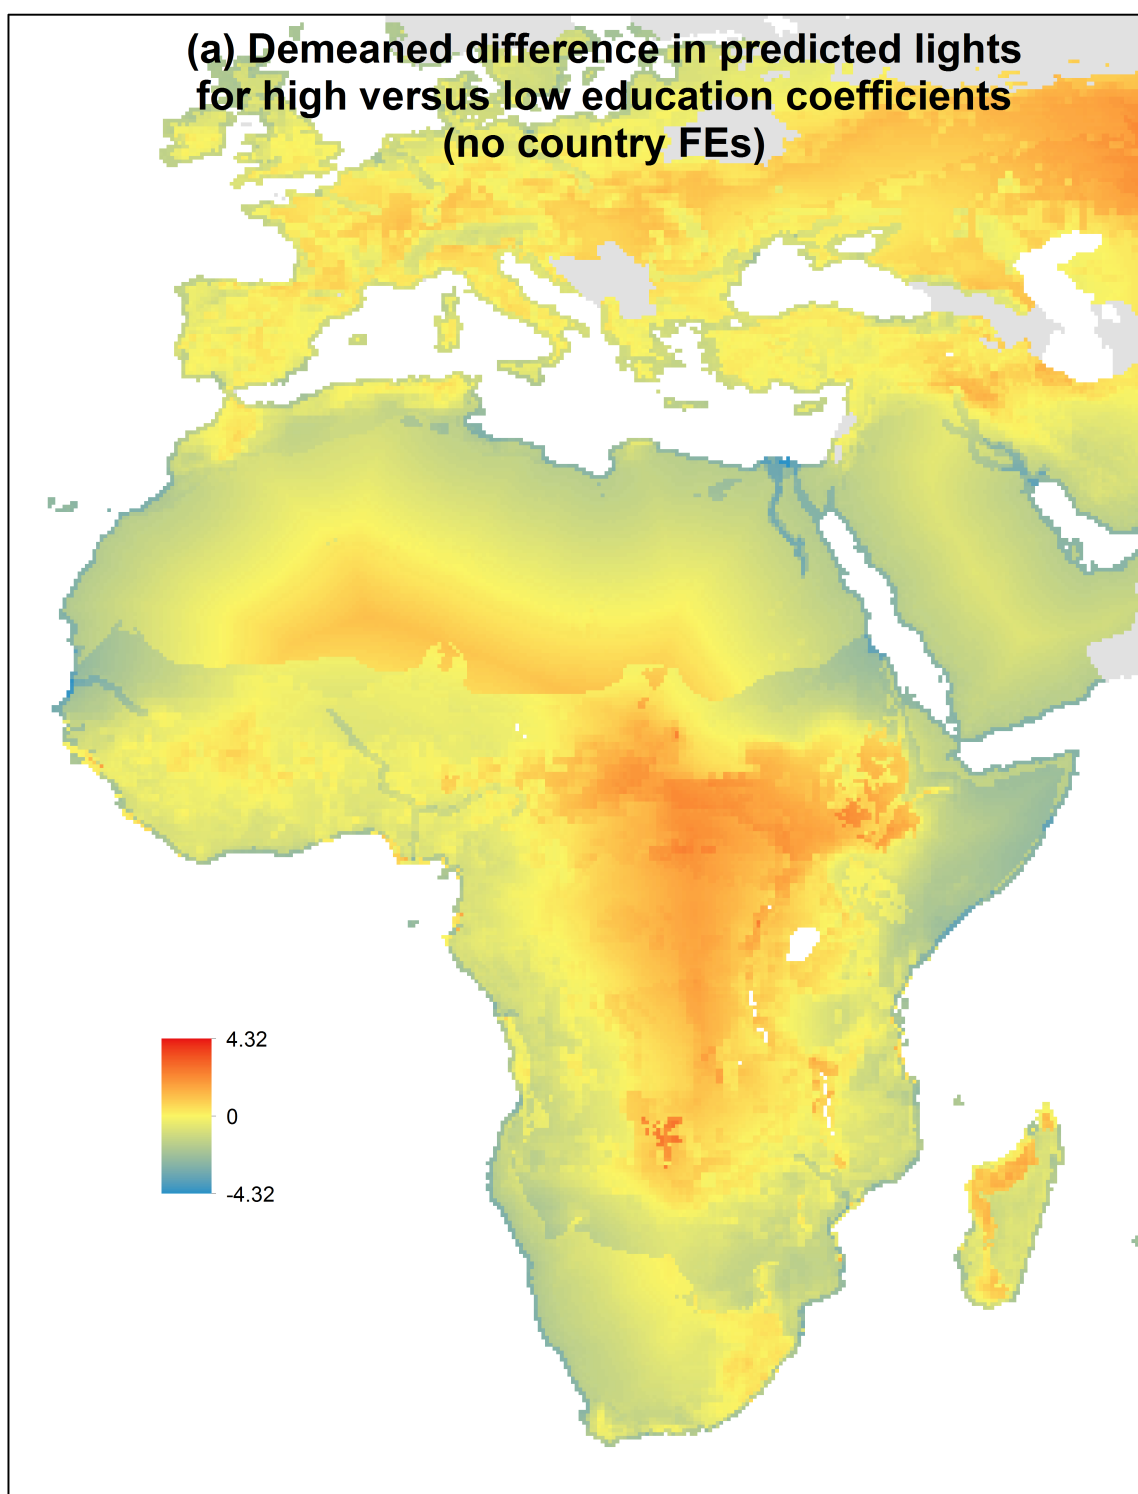 (a) Demeaned difference in predicted lights
for high versus low education coefficients
(no country FEs)
4.32
0
-4.32